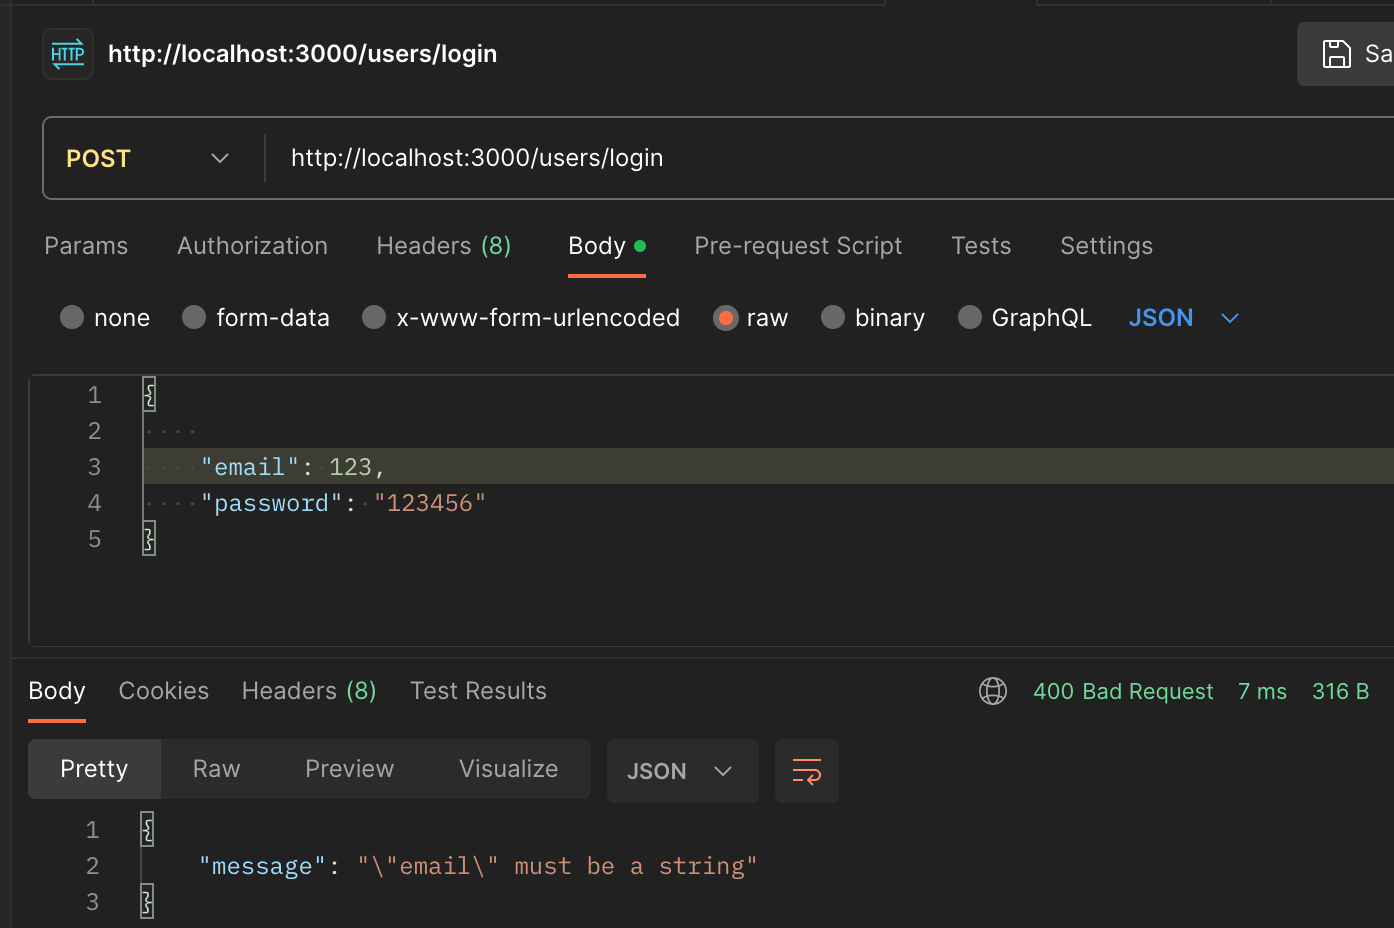 HTTP http://localhost:3000/users/login
Sa
POST http://localhost:3000/users/login
Params Authorization Headers (8) Body Pre-request Script Tests Settings
none form-data x-www-form-urlencoded raw binary GraphQL JSON
1 {
2
3 "email": 123,
4 "password": "123456"
5 }
Body Cookies Headers (8) Test Results 400 Bad Request 7 ms 316 B
Pretty Raw Preview Visualize JSON
1 {
2 "message": "\"email\" must be a string"
3 }